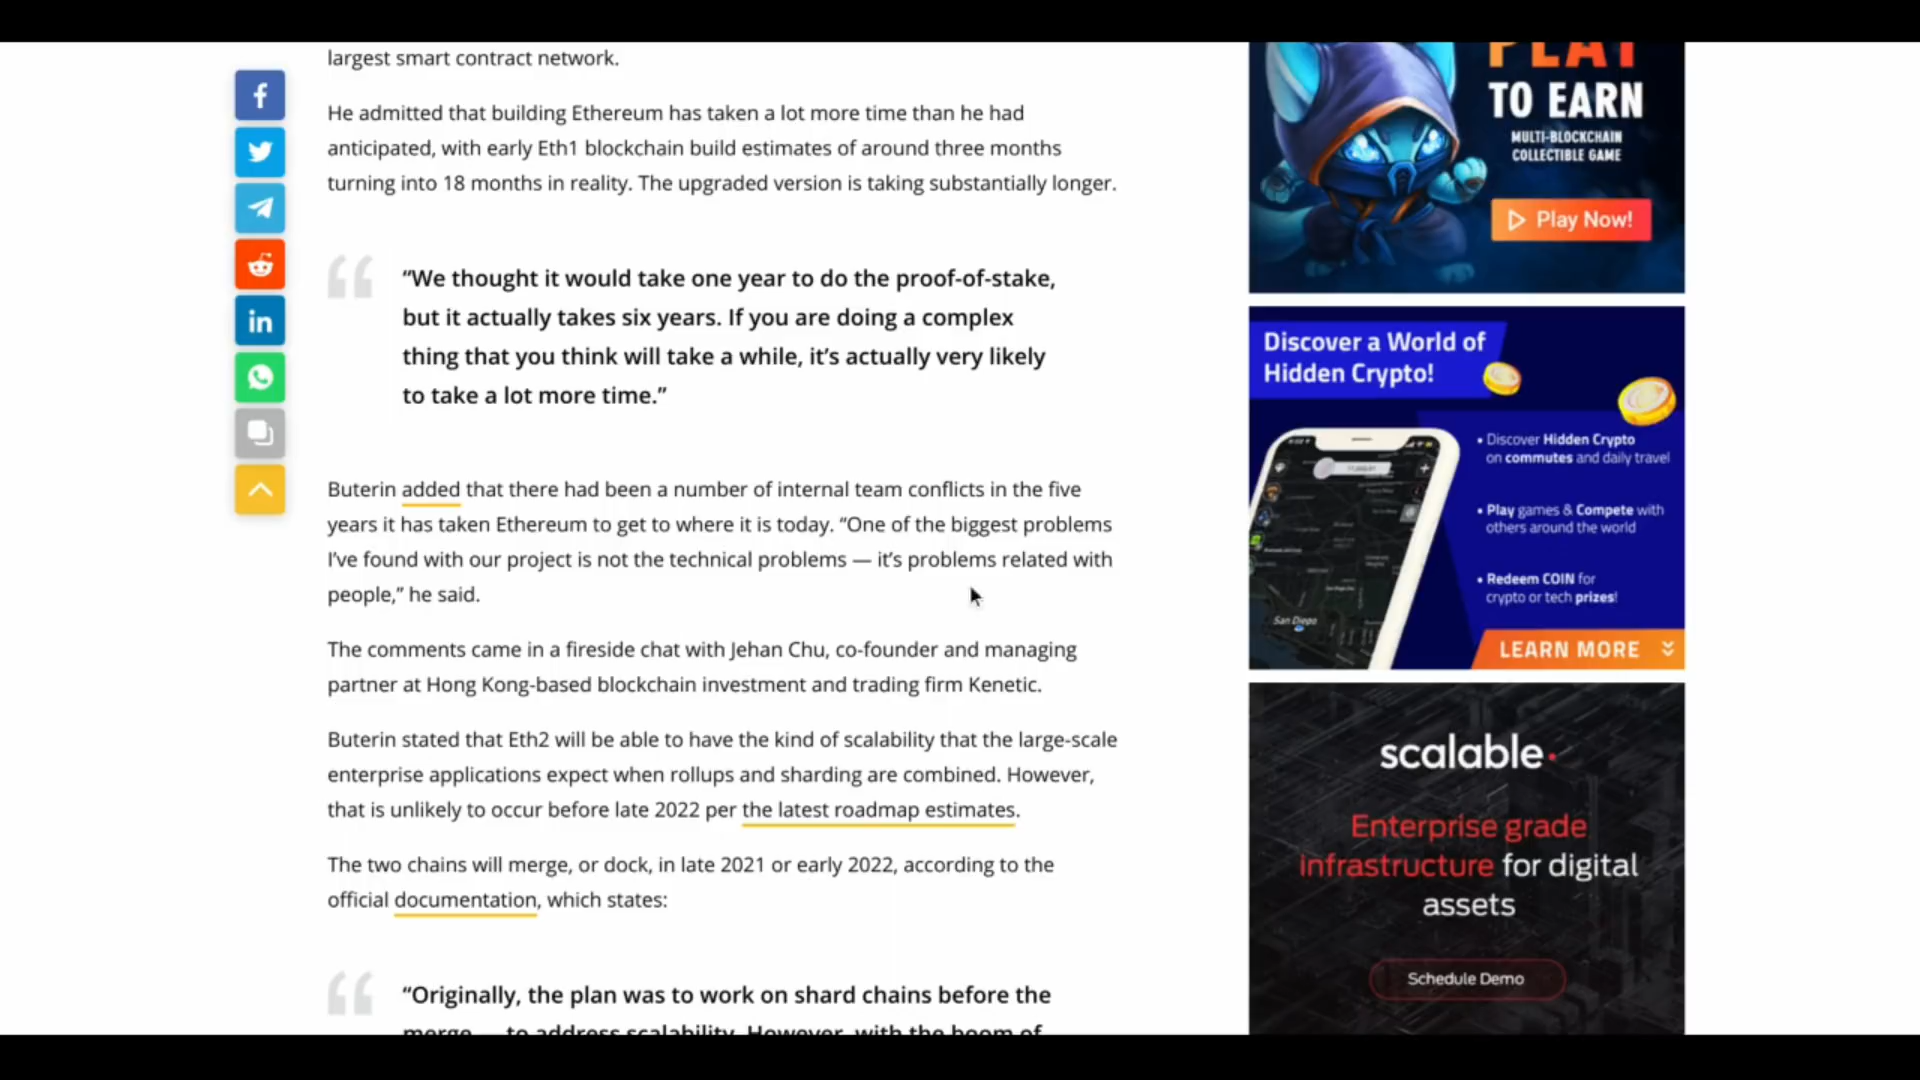 largest smart contract network.
He admitted that building Ethereum has taken a lot more time than he had
anticipated, with early Eth1 blockchain build estimates of around three months
turning into 18 months in reality. The upgraded version is taking substantially longer.
“We thought it would take one year to do the proof-of-stake,
but it actually takes six years. If you are doing a complex
thing that you think will take a while, it’s actually very likely
to take a lot more time.”
Buterin added that there had been a number of internal team conflicts in the five
years it has taken Ethereum to get to where it is today. “One of the biggest problems
I’ve found with our project is not the technical problems — it’s problems related with
people,” he said.
The comments came in a fireside chat with Jehan Chu, co-founder and managing
partner at Hong Kong-based blockchain investment and trading firm Kenetic.
Buterin stated that Eth2 will be able to have the kind of scalability that the large-scale
enterprise applications expect when rollups and sharding are combined. However,
that is unlikely to occur before late 2022 per the latest roadmap estimates.
The two chains will merge, or dock, in late 2021 or early 2022, according to the
official documentation, which states:
“Originally, the plan was to work on shard chains before the
merge — to address scalability. However, with the boom of
PLAY
TO EARN
MULTI-BLOCKCHAIN
COLLECTIBLE GAME
Play Now!
Discover a World of
Hidden Crypto!
• Discover Hidden Crypto
on commutes and daily travel
• Play games & Compete with
others around the world
• Redeem COIN for
crypto or tech prizes!
San Diego
LEARN MORE
scalable.
Enterprise grade
infrastructure for digital
assets
Schedule Demo